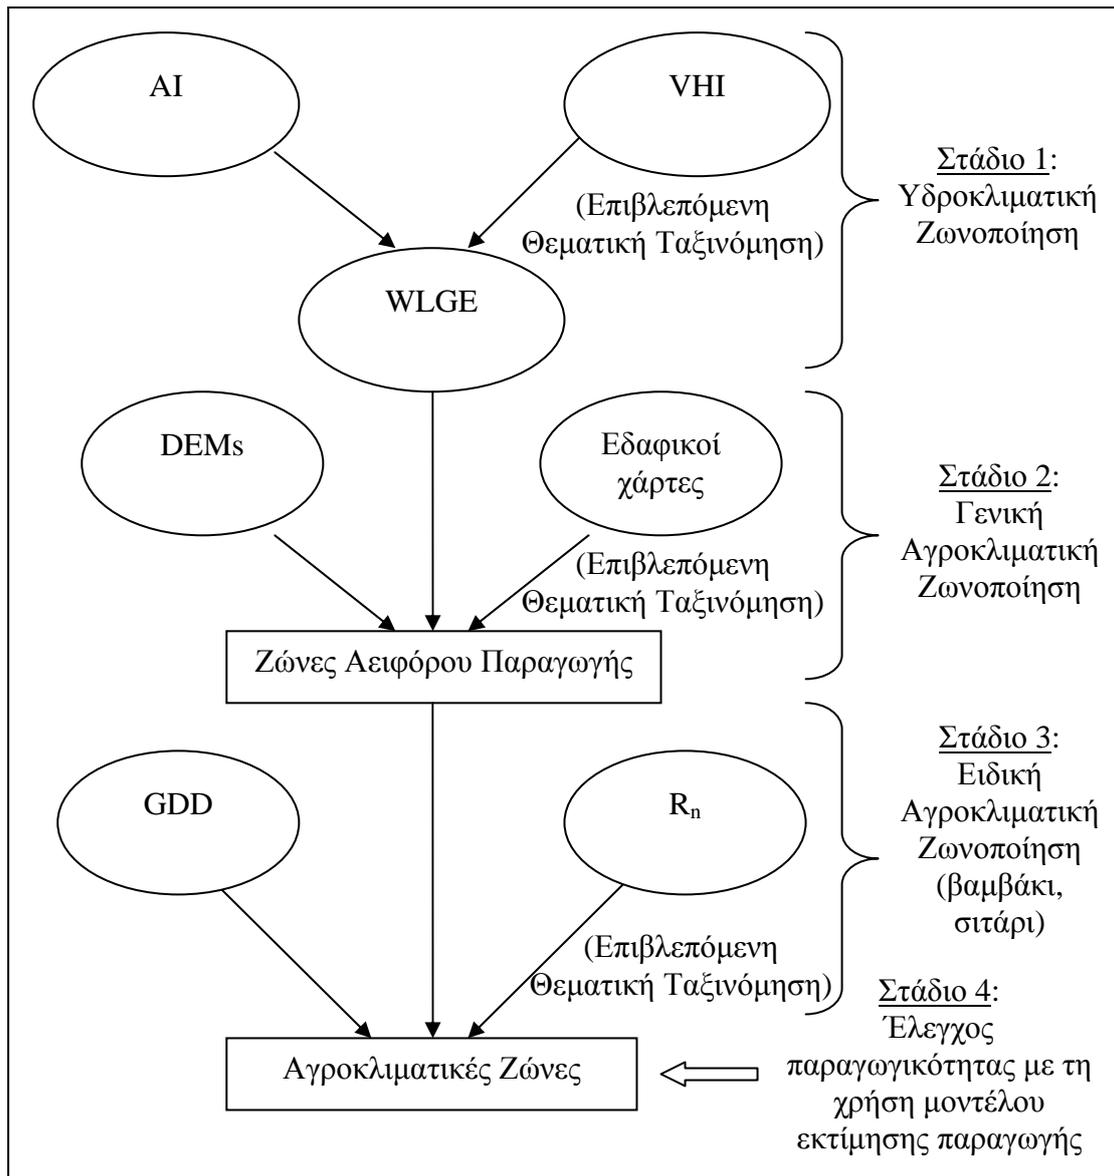 AI
VHI
Στάδιο 1:
Υδροκλιματική
Ζωνοποίηση
(Επιβλεπόμενη
Θεματική Ταξινόμηση)
WLGE
DEMs
Εδαφικοί
χάρτες
Στάδιο 2:
Γενική
Αγροκλιματική
Ζωνοποίηση
(Επιβλεπόμενη
Θεματική Ταξινόμηση)
Ζώνες Αειφόρου Παραγωγής
GDD
Rn
Στάδιο 3:
Ειδική
Αγροκλιματική
Ζωνοποίηση
(βαμβάκι,
σιτάρι)
(Επιβλεπόμενη
Θεματική Ταξινόμηση)
Αγροκλιματικές Ζώνες
Στάδιο 4:
Έλεγχος
παραγωγικότητας με τη
χρήση μοντέλου
εκτίμησης παραγωγής